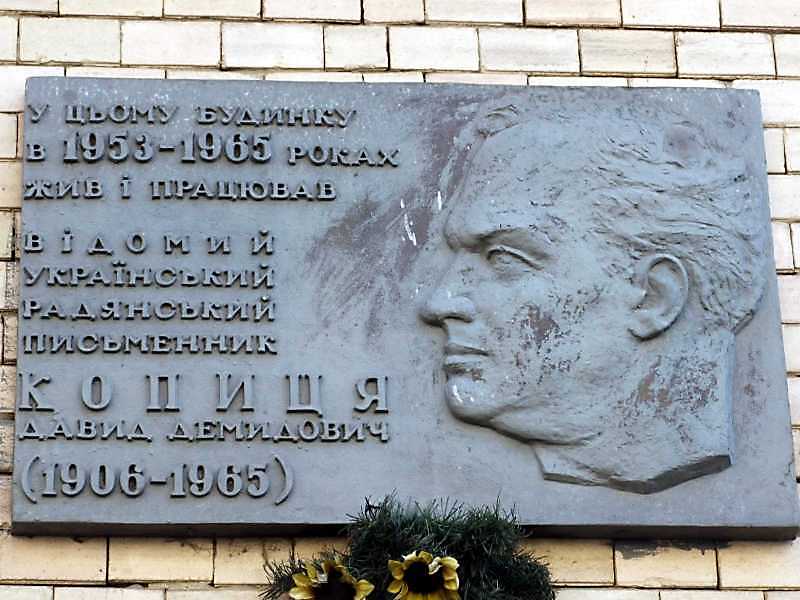 У ЦЬОМУ БУДИНКУ
В 1953-1965 РОКАХ
ЖИВ І ПРАЦЮВАВ
ВІДОМИЙ
УКРАЇНСЬКИЙ
РАДЯНСЬКИЙ
ПИСЬМЕННИК
КОПИЦЯ
ДАВИД ДЕМИДОВИЧ
(1906-1965)